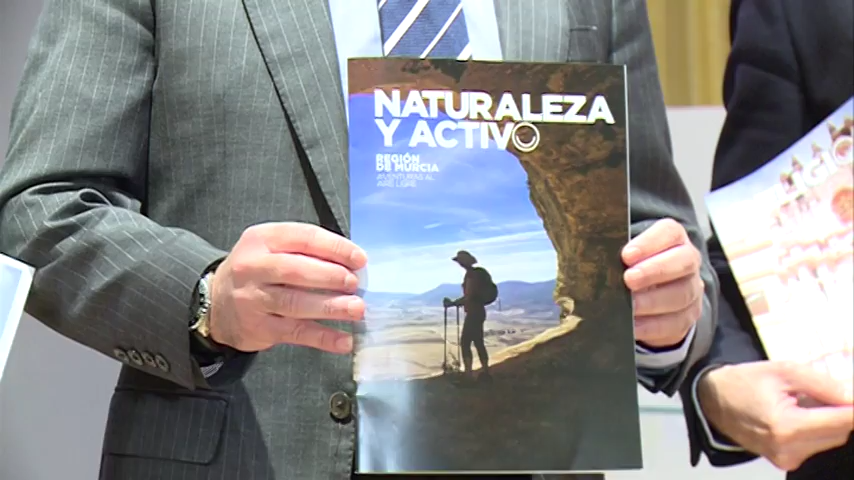 NATURALEZA
Y ACTIVO
REGIÓN
DE MURCIA
AVENTURAS AL
AIRE LIBRE